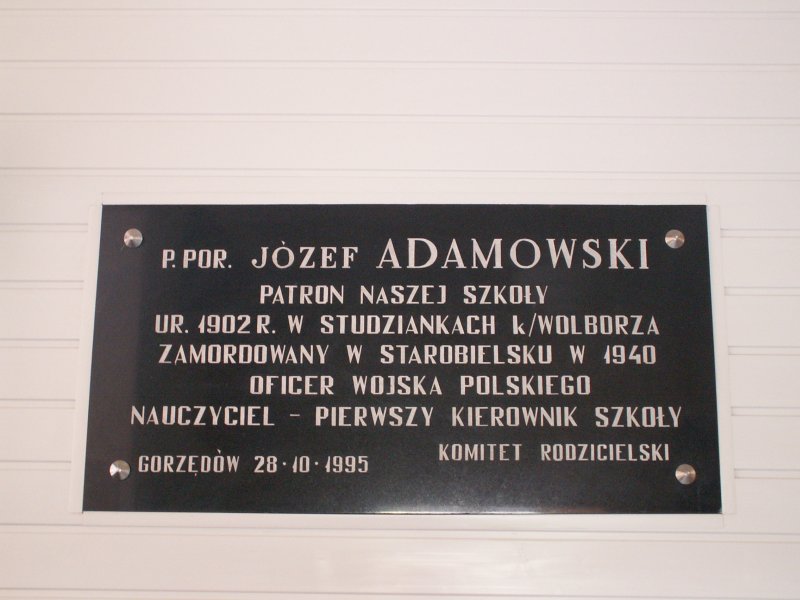 P. POR. JÒZEF ADAMOWSKI
PATRON NASZEJ SZKOŁY
UR. 1902 R. W STUDZIANKACH k/WOLBORZA
ZAMORDOWANY W STAROBIELSKU W 1940
OFICER WOJSKA POLSKIEGO
NAUCZYCIEL - PIERWSZY KIEROWNIK SZKOŁY
KOMITET RODZICIELSKI
GORZĘDÓW 28·10·1995